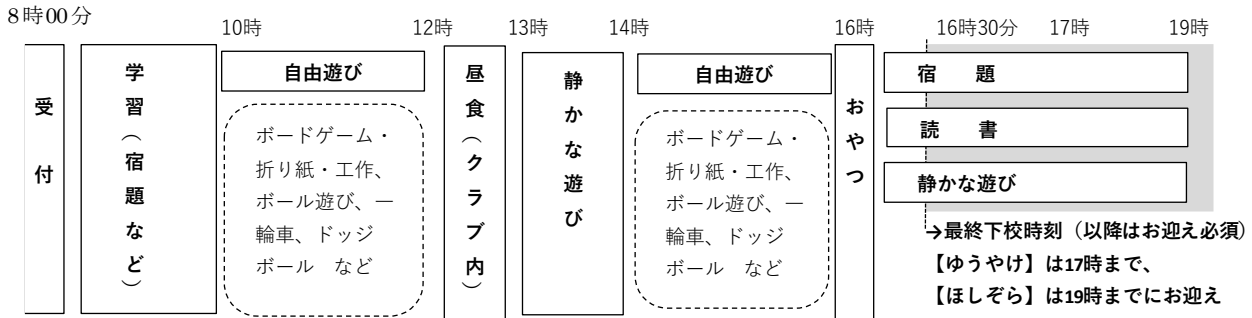 8時00分
10時
12時
13時
14時
16時
16時30分
17時
19時
受付
学習（宿題など）
自由遊び
ボードゲーム・
折り紙・工作、
ボール遊び、一
輪車、ドッジ
ボール　など
昼食（クラブ内）
静かな遊び
自由遊び
ボードゲーム・
折り紙・工作、
ボール遊び、一
輪車、ドッジ
ボール　など
おやつ
宿　題
読　書
静かな遊び
→最終下校時刻（以降はお迎え必須）
【ゆうやけ】は17時まで、
【ほしぞら】は19時までにお迎え